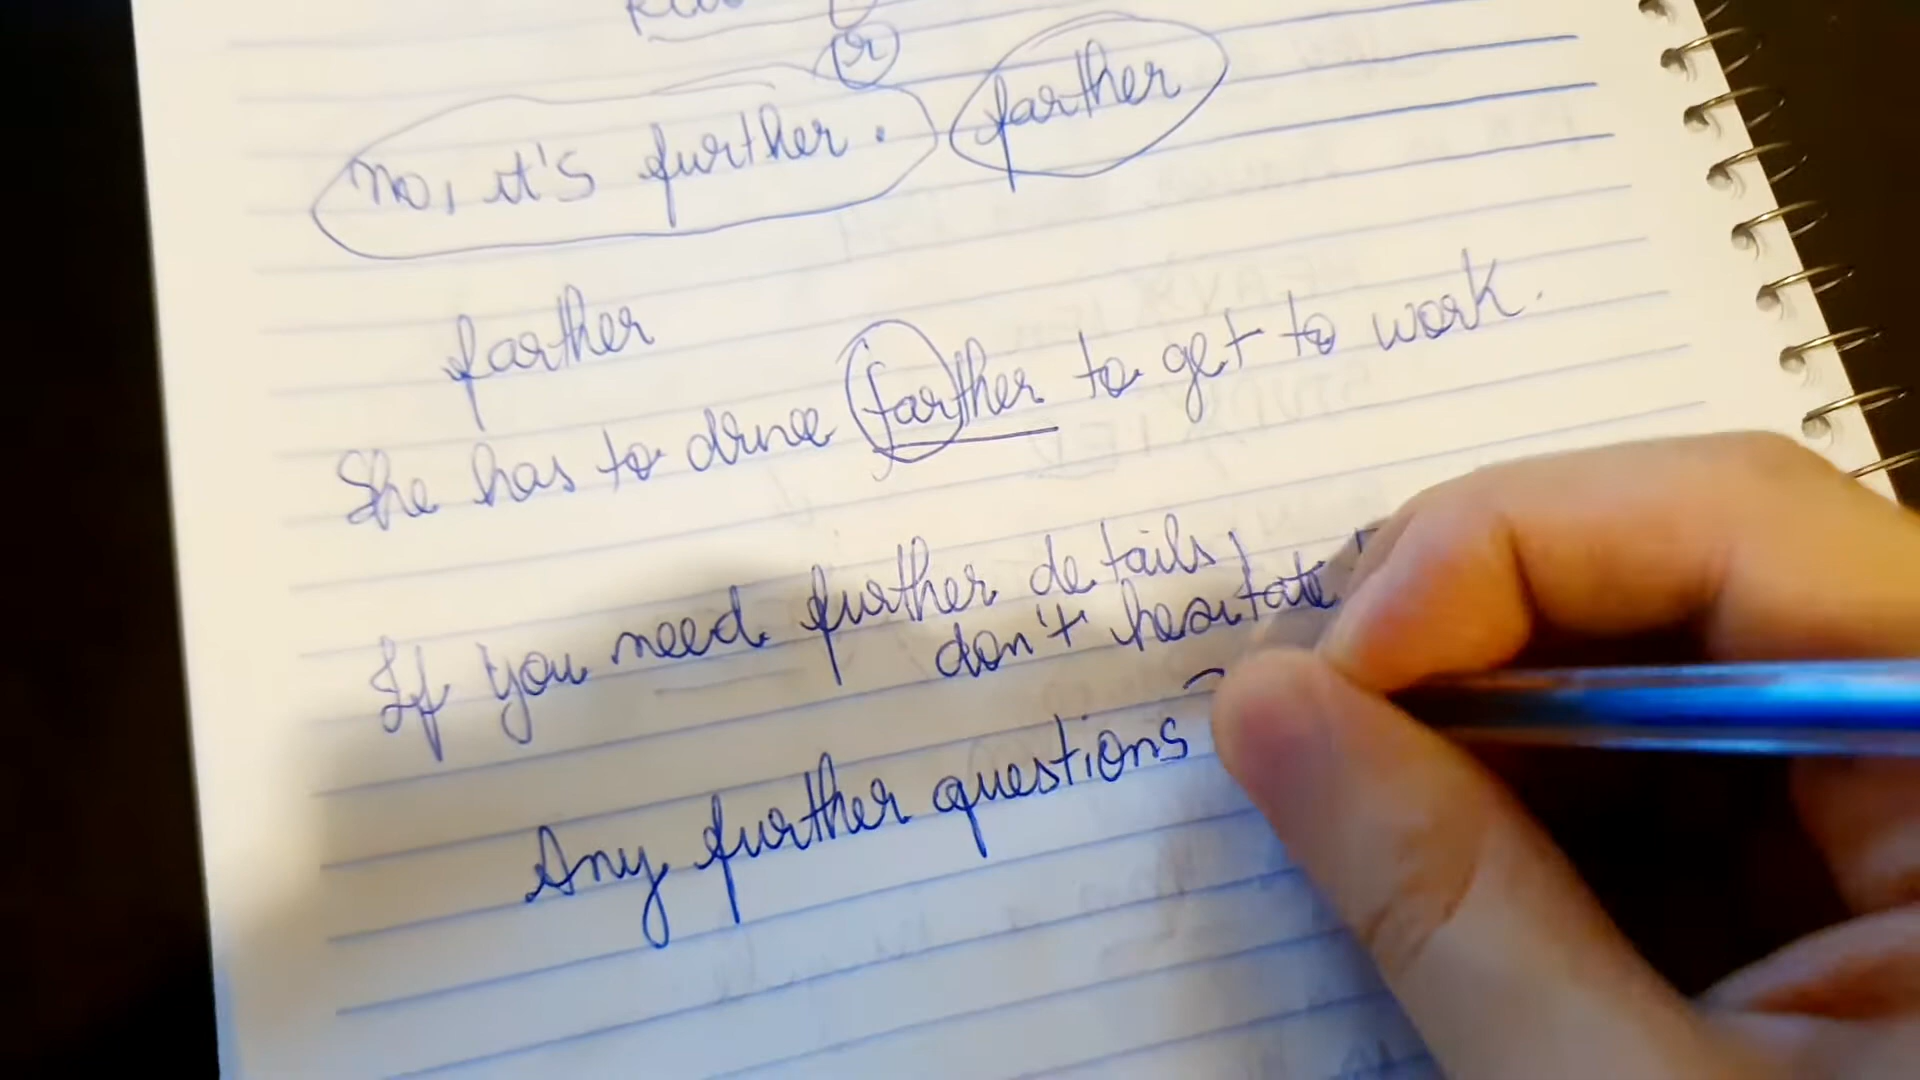 r
No, it's further. farther
farther
She has to drive farther to get to work.
If you need further details,
don't hesitate
Any further questions